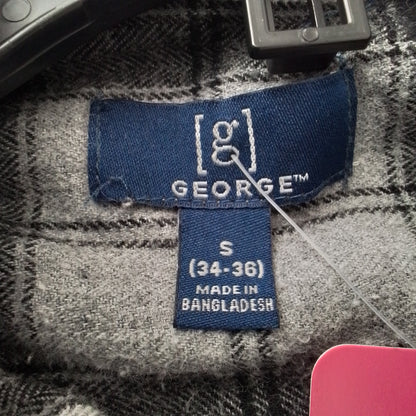 [g]
GEORGE™
S
(34-36)
MADE IN
BANGLADESH